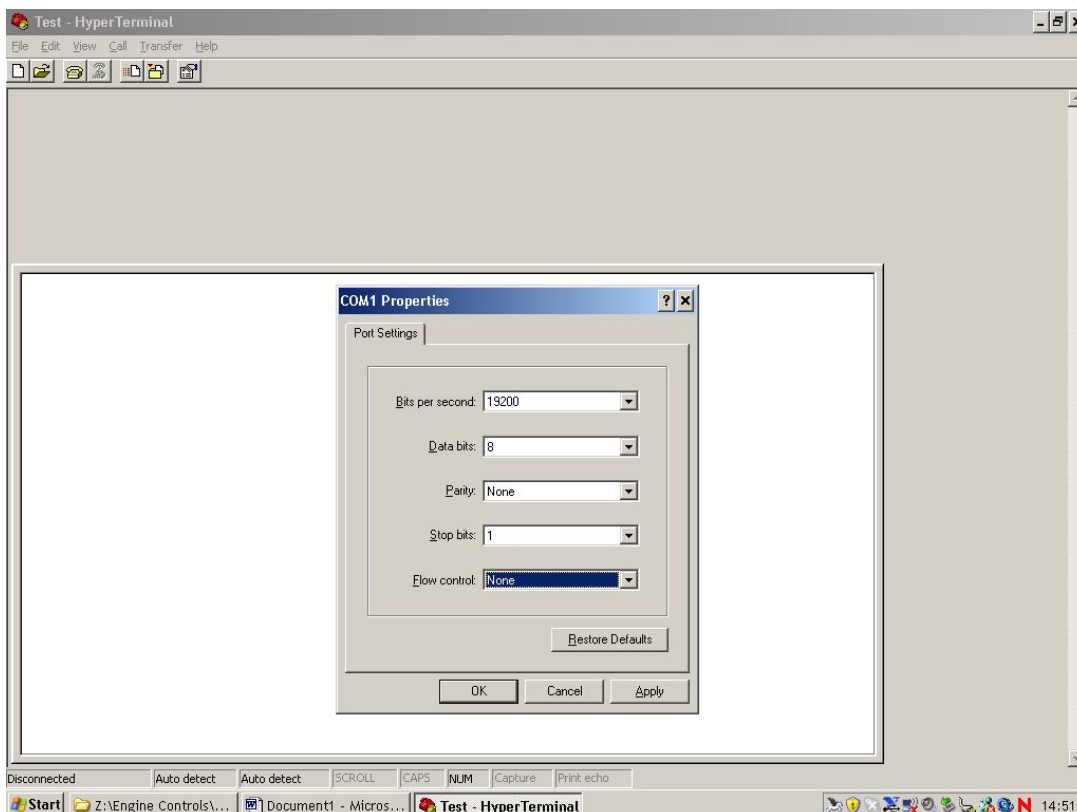 Test - HyperTerminal
File Edit View Call Transfer Help
COM1 Properties
Port Settings
Bits per second: 19200
Data bits: 8
Parity: None
Stop bits: 1
Flow control: None
Restore Defaults
OK Cancel Apply
Disconnected Auto detect Auto detect SCROLL CAPS NUM Capture Print echo
Start Z:\Engine Controls\... Document1 - Micros... Test - HyperTerminal N 14:51